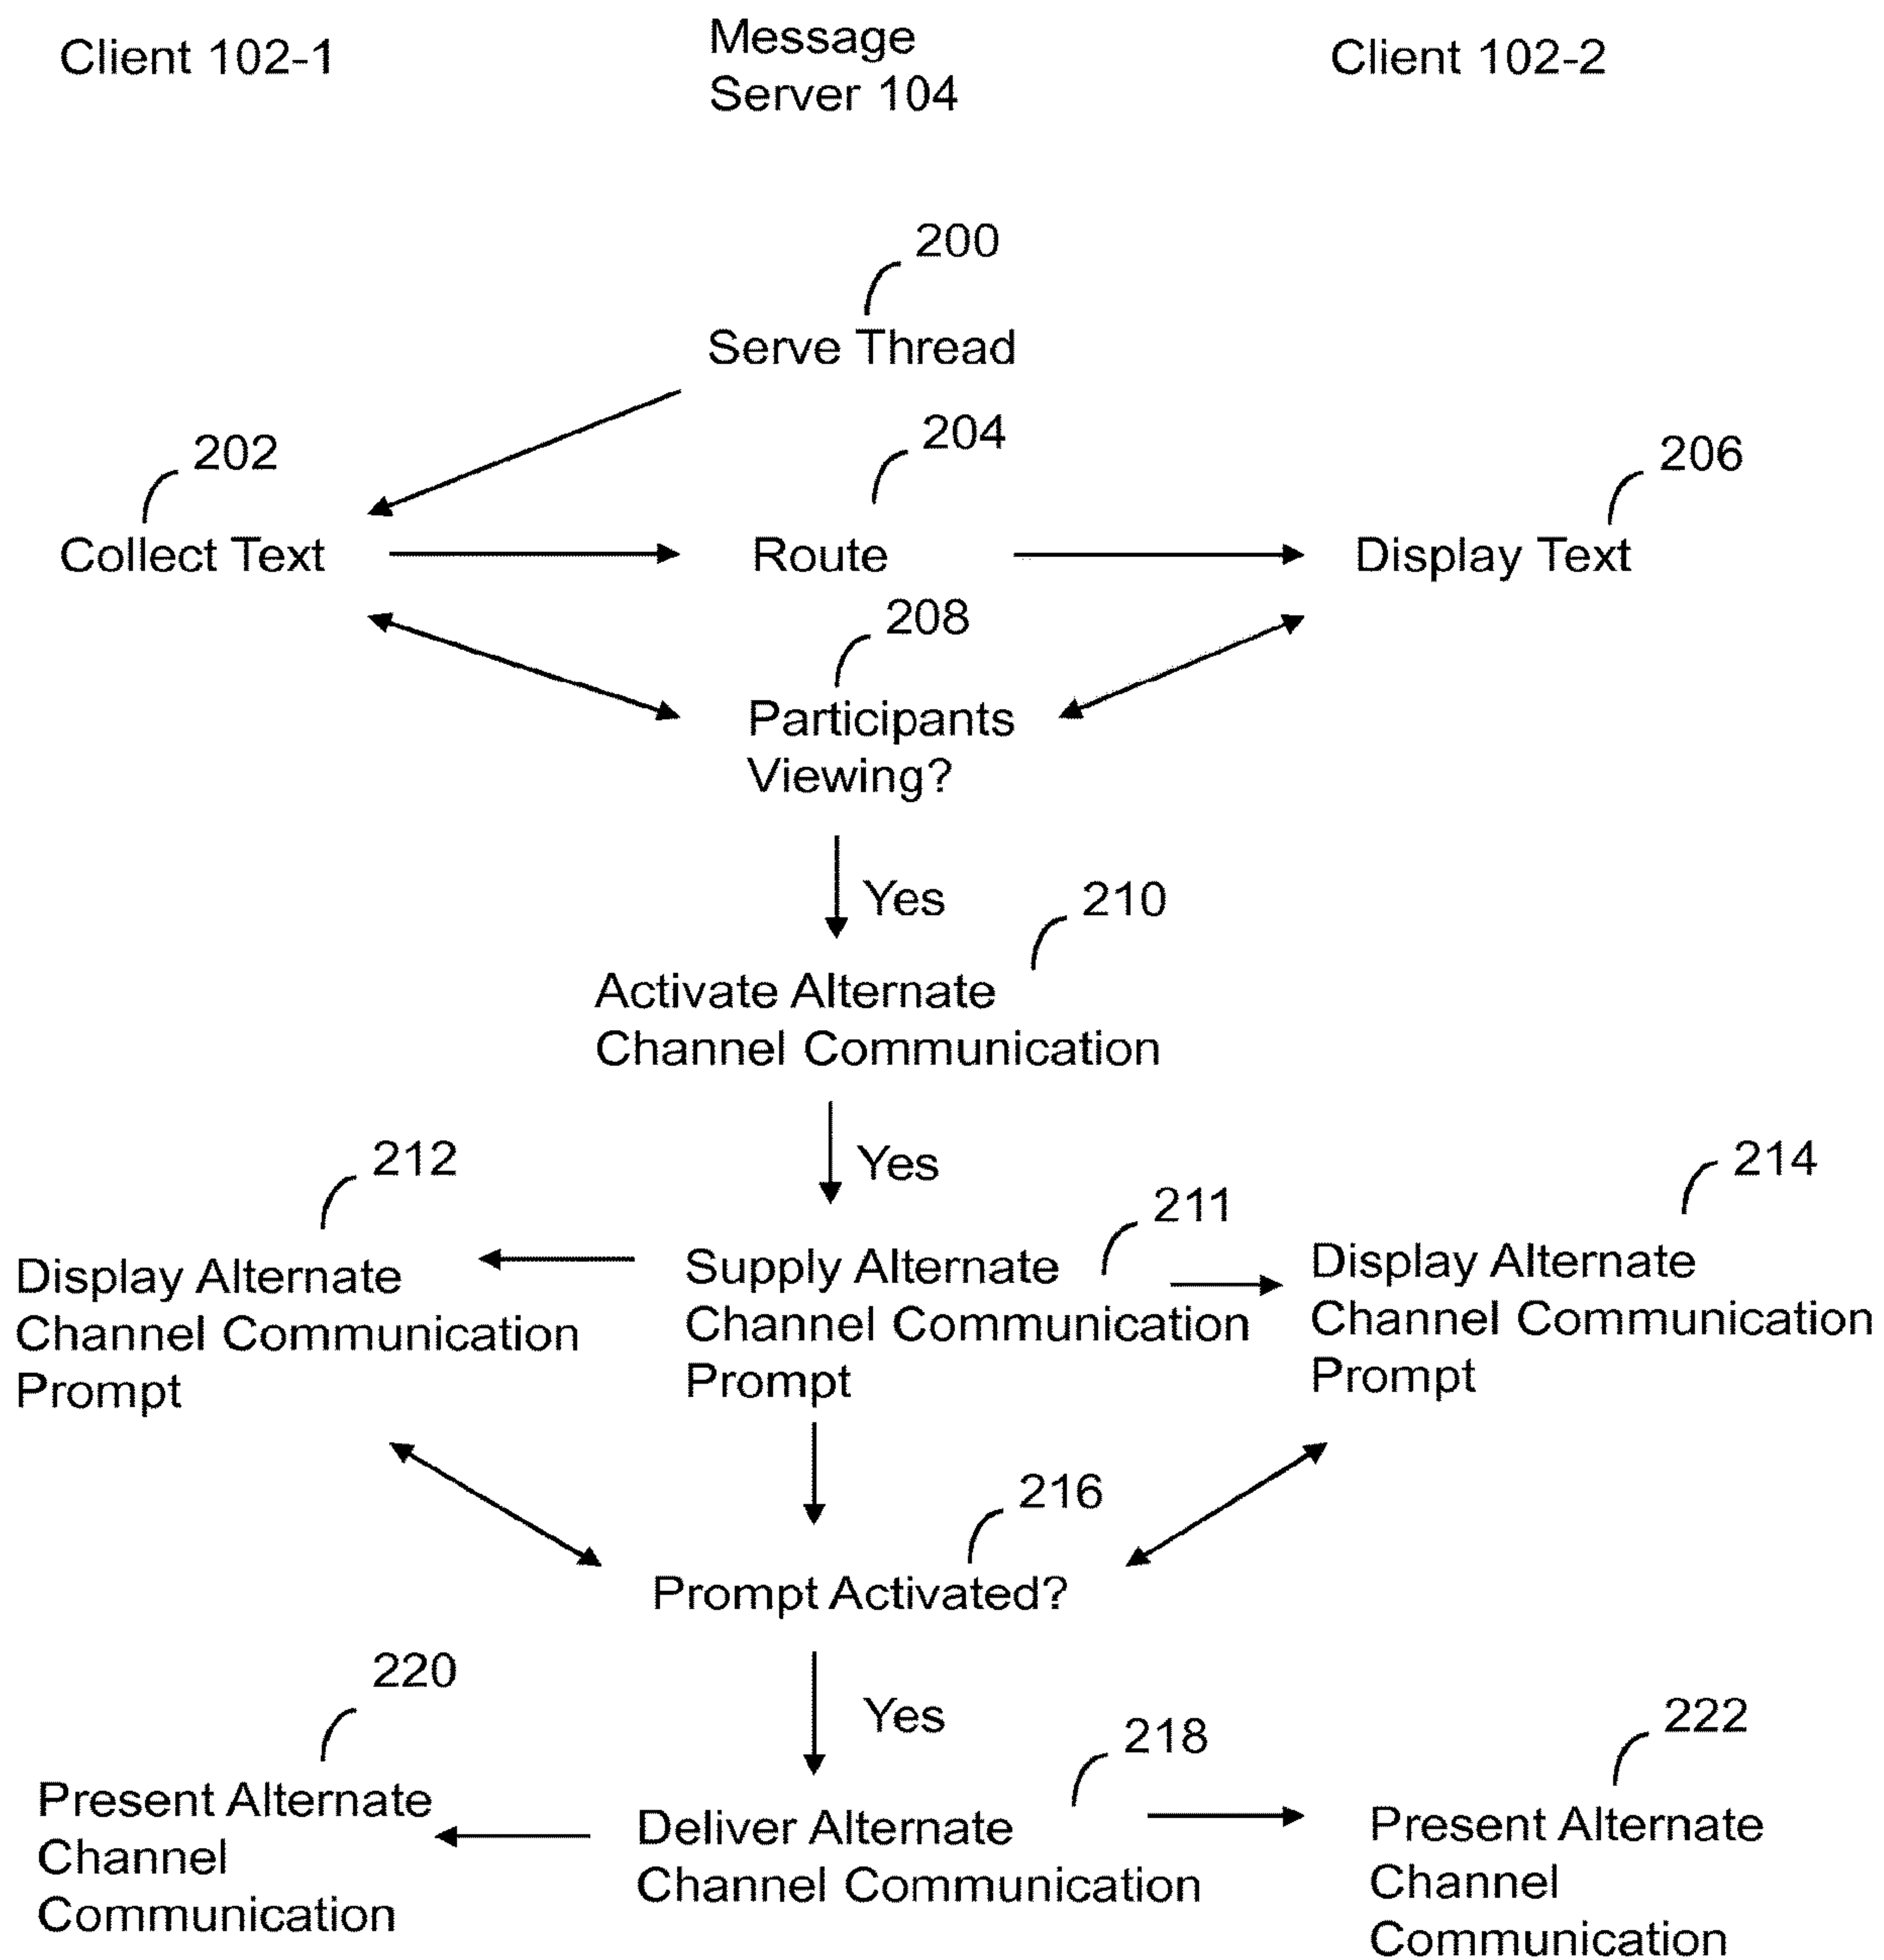 Client 102-1
Message
Server 104
Client 102-2
200
Serve Thread
202
204
206
Collect Text
Route
Display Text
208
Participants
Viewing?
Yes
210
Activate Alternate
Channel Communication
Yes
212
211
214
Display Alternate
Channel Communication
Prompt
Supply Alternate
Channel Communication
Prompt
Display Alternate
Channel Communication
Prompt
216
Prompt Activated?
Yes
220
218
222
Present Alternate
Channel
Communication
Deliver Alternate
Channel Communication
Present Alternate
Channel
Communication